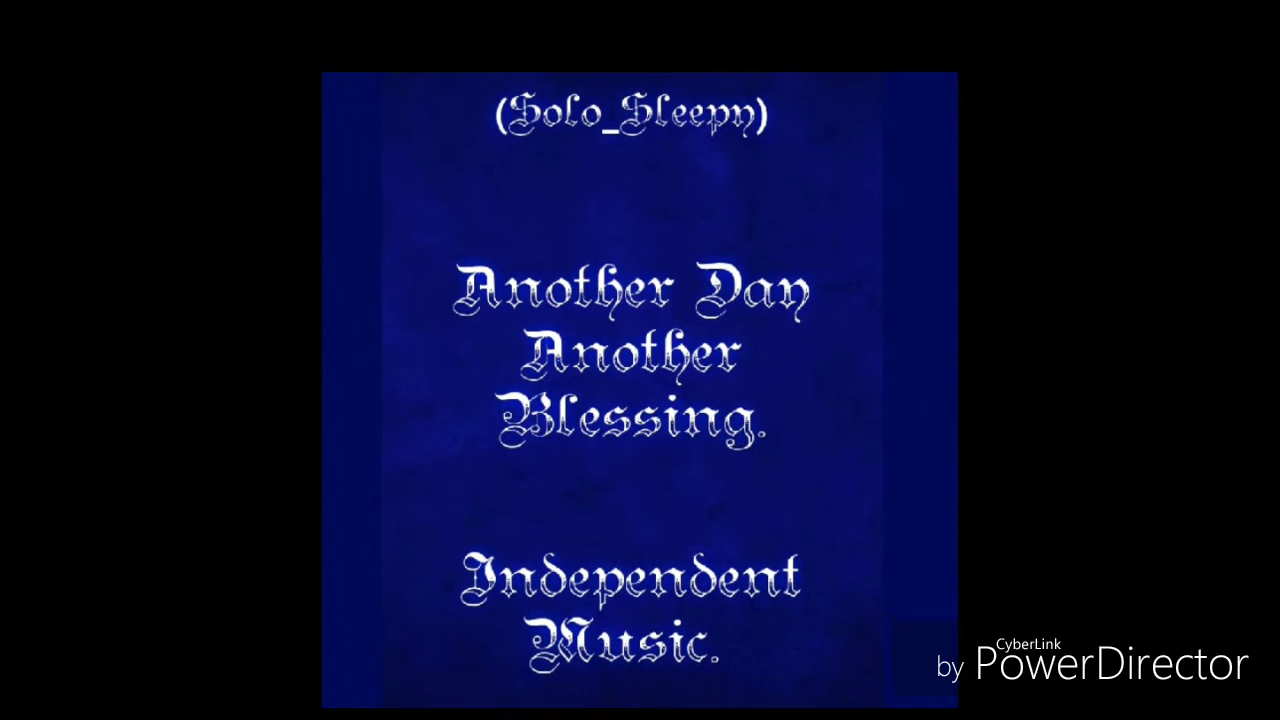 (Solo_Sleepy)
Another Day
Another
Blessing.
Independent
Music.
CyberLink
by PowerDirector